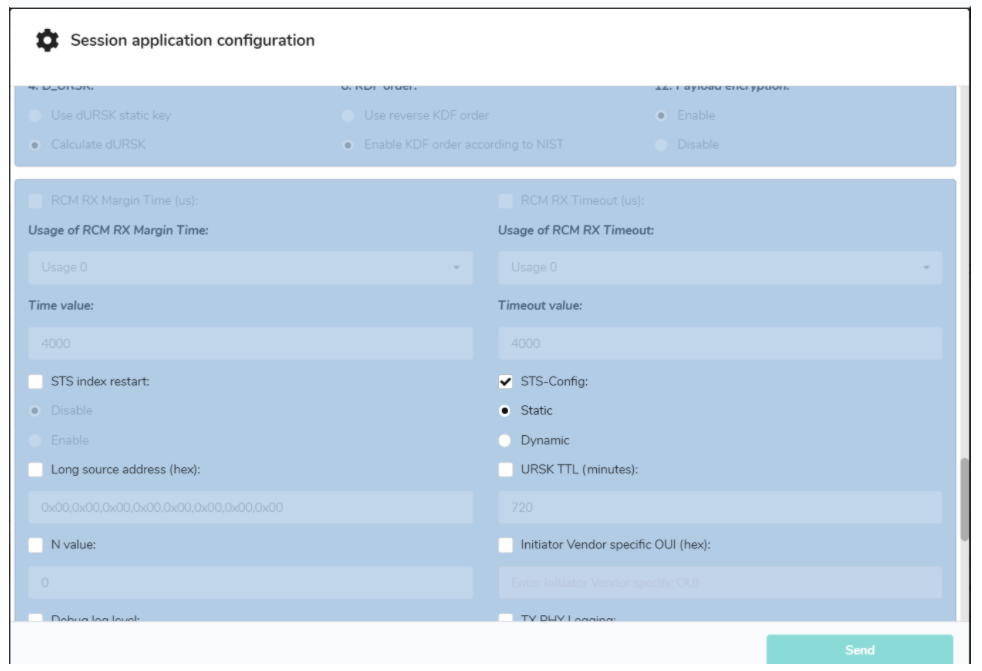 Session application configuration
4. D_URSK:
8. KDF order:
12. Payload encryption:
Use dURSK static key
Use reverse KDF order
Enable
Calculate dURSK
Enable KDF order according to NIST
Disable
RCM RX Margin Time (us):
RCM RX Timeout (us):
Usage of RCM RX Margin Time:
Usage of RCM RX Timeout:
Usage 0
Usage 0
Time value:
Timeout value:
4000
4000
STS index restart:
STS-Config:
Disable
Static
Enable
Dynamic
Long source address (hex):
URSK TTL (minutes):
0x00,0x00,0x00,0x00,0x00,0x00,0x00,0x00
720
N value:
Initiator Vendor specific OUI (hex):
0
Enter Initiator Vendor specific OUI
Debug log level:
TX PHY Logging:
Send